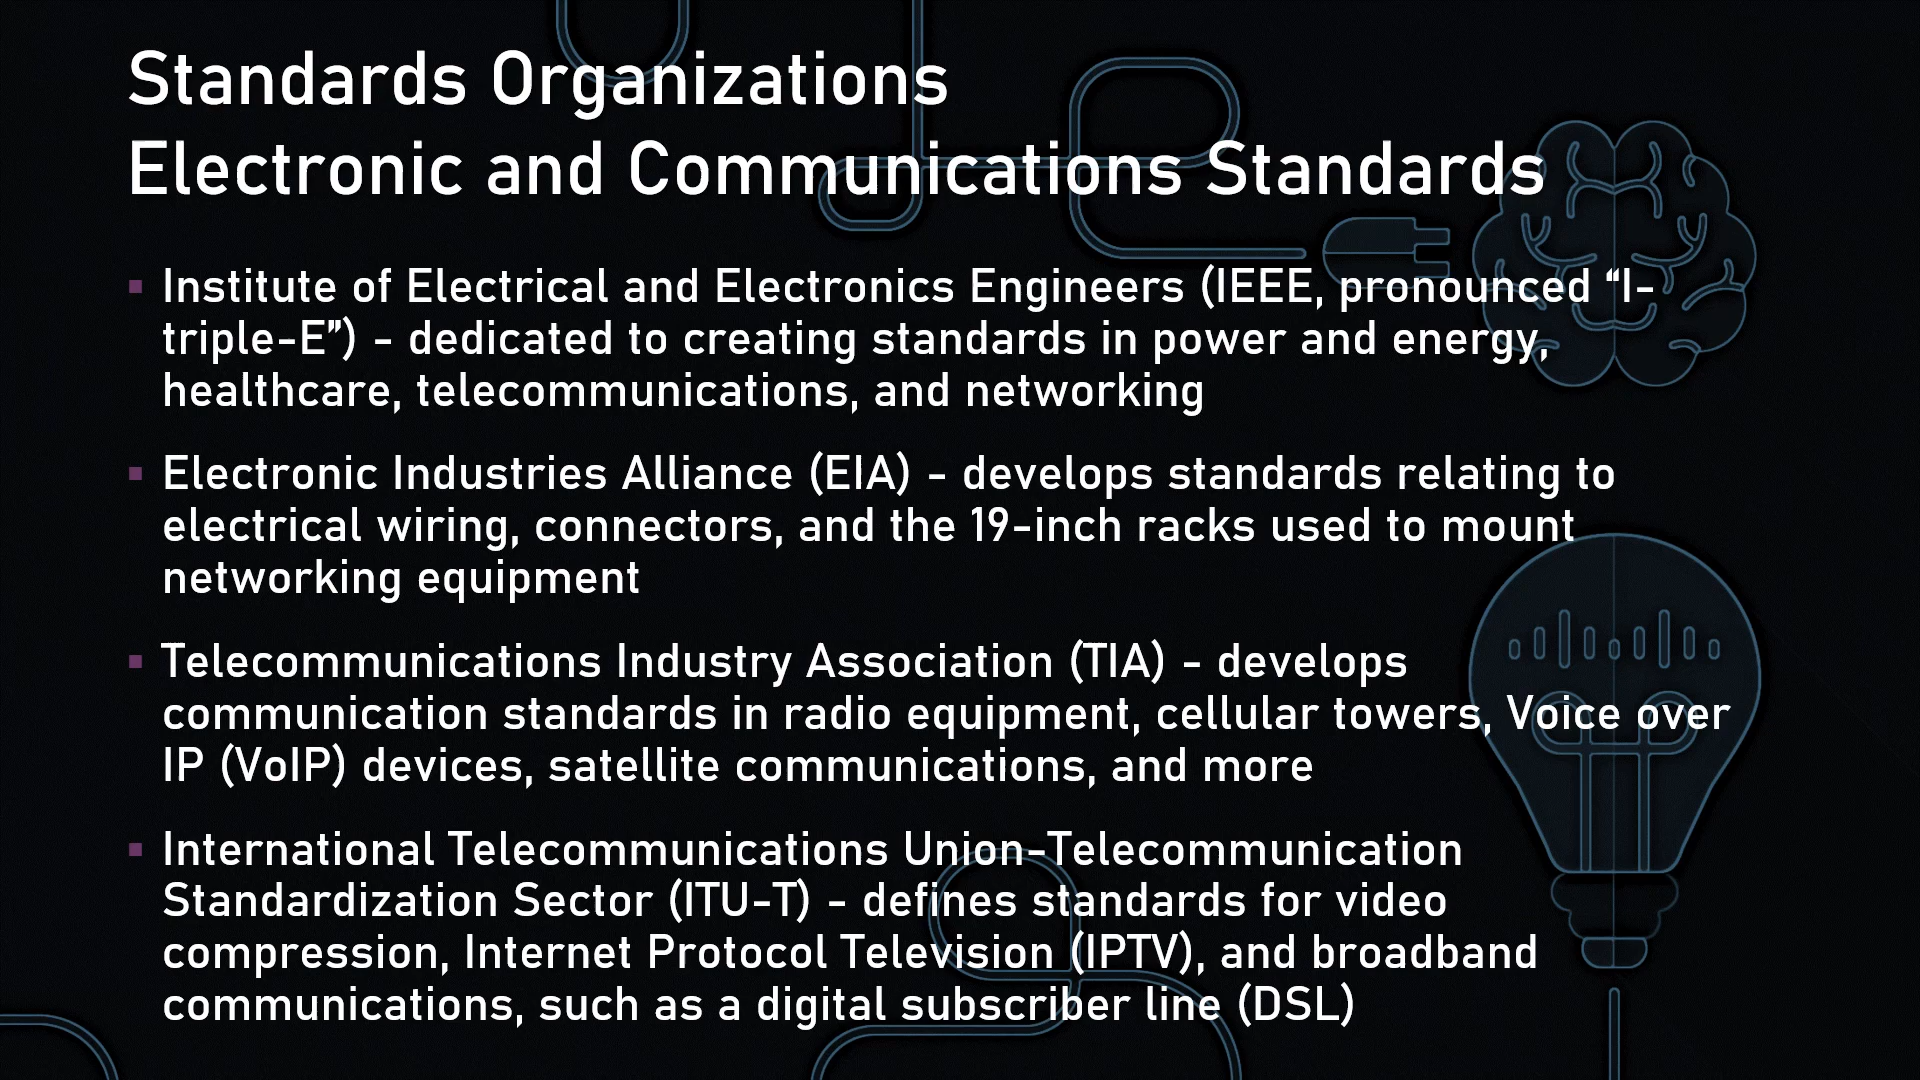 Standards Organizations
Electronic and Communications Standards
▪ Institute of Electrical and Electronics Engineers (IEEE, pronounced “I-
triple-E”) - dedicated to creating standards in power and energy,
healthcare, telecommunications, and networking
▪ Electronic Industries Alliance (EIA) - develops standards relating to
electrical wiring, connectors, and the 19-inch racks used to mount
networking equipment
▪ Telecommunications Industry Association (TIA) - develops
communication standards in radio equipment, cellular towers, Voice over
IP (VoIP) devices, satellite communications, and more
▪ International Telecommunications Union-Telecommunication
Standardization Sector (ITU-T) - defines standards for video
compression, Internet Protocol Television (IPTV), and broadband
communications, such as a digital subscriber line (DSL)